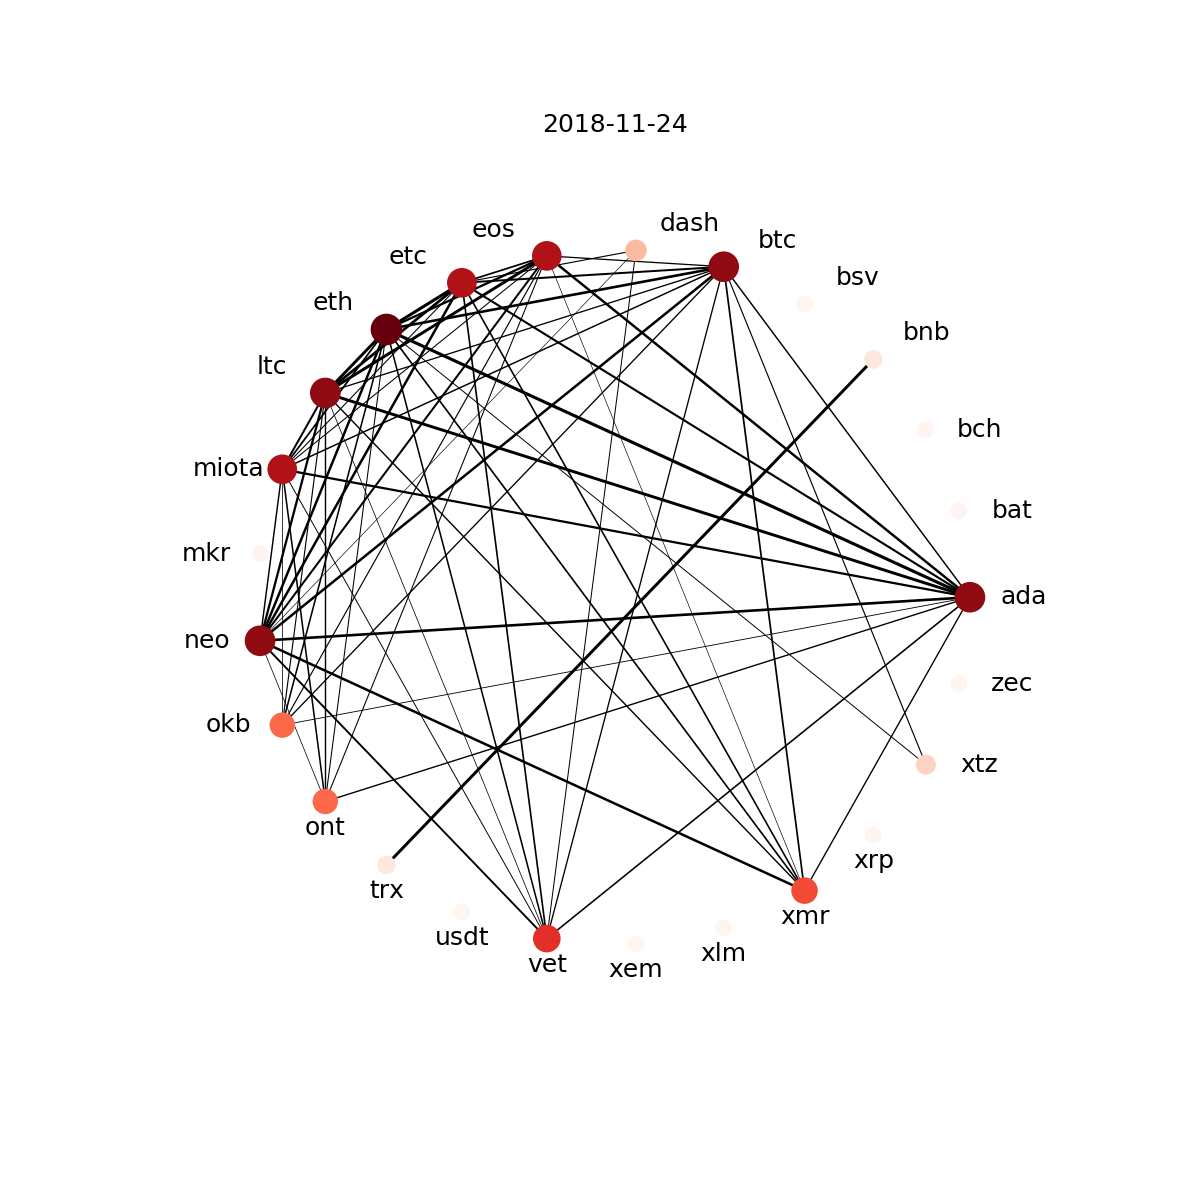 2018-11-24
dash
eos
btc
etc
bsv
eth
bnb
ltc
bch
miota
bat
mkr
ada
neo
zec
okb
xtz
ont
xrp
trx
xmr
usdt
xlm
vet
xem